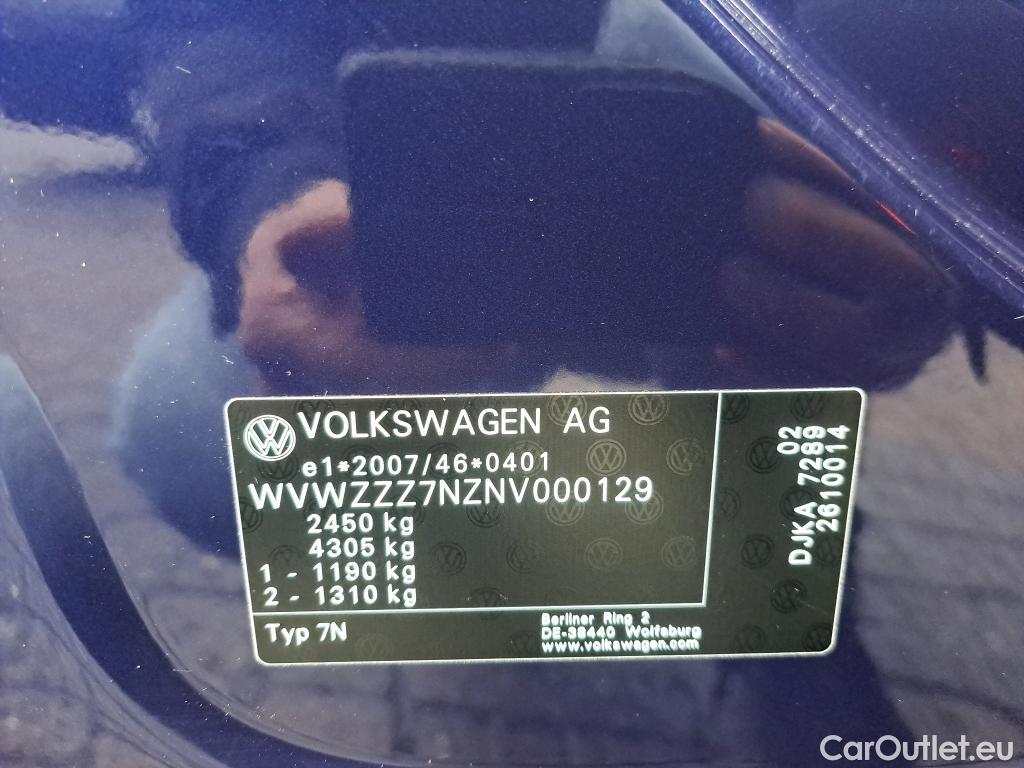 VOLKSWAGEN AG
e1*2007/46*0401
WVWZZZ7NZNV000129
2450 kg
4305 kg
1 - 1190 kg
2 - 1310 kg
Typ 7N
Berliner Ring 2
DE-38440 Wolfsburg
www.volkswagen.com
02
DJKA 7289
2610014
CarOutlet.eu